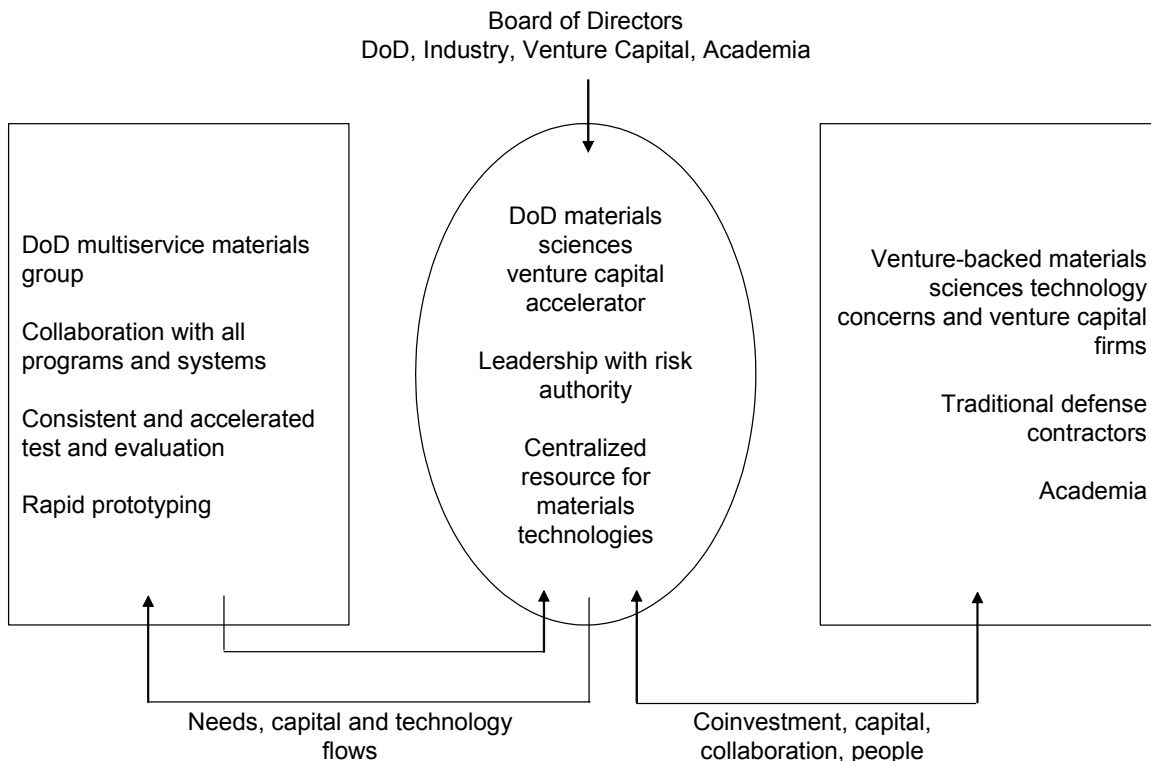 Board of Directors
DoD, Industry, Venture Capital, Academia
DoD multiservice materials
group
Collaboration with all
programs and systems
Consistent and accelerated
test and evaluation
Rapid prototyping
DoD materials
sciences
venture capital
accelerator
Leadership with risk
authority
Centralized
resource for
materials
technologies
Venture-backed materials
sciences technology
concerns and venture capital
firms
Traditional defense
contractors
Academia
Needs, capital and technology
flows
Coinvestment, capital,
collaboration, people